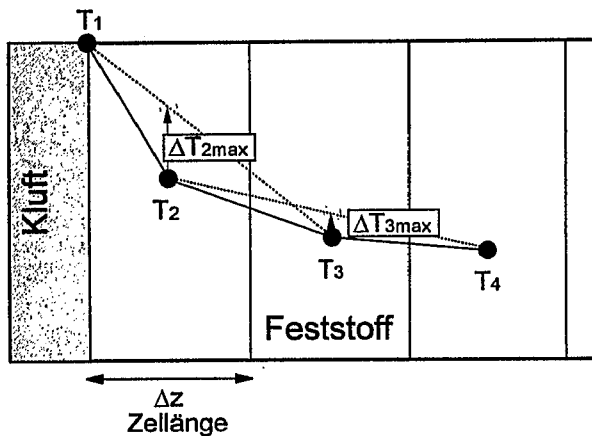 T1
ΔT2max
Kluft
T2
ΔT3max
T3
T4
Feststoff
Δz
Zellänge